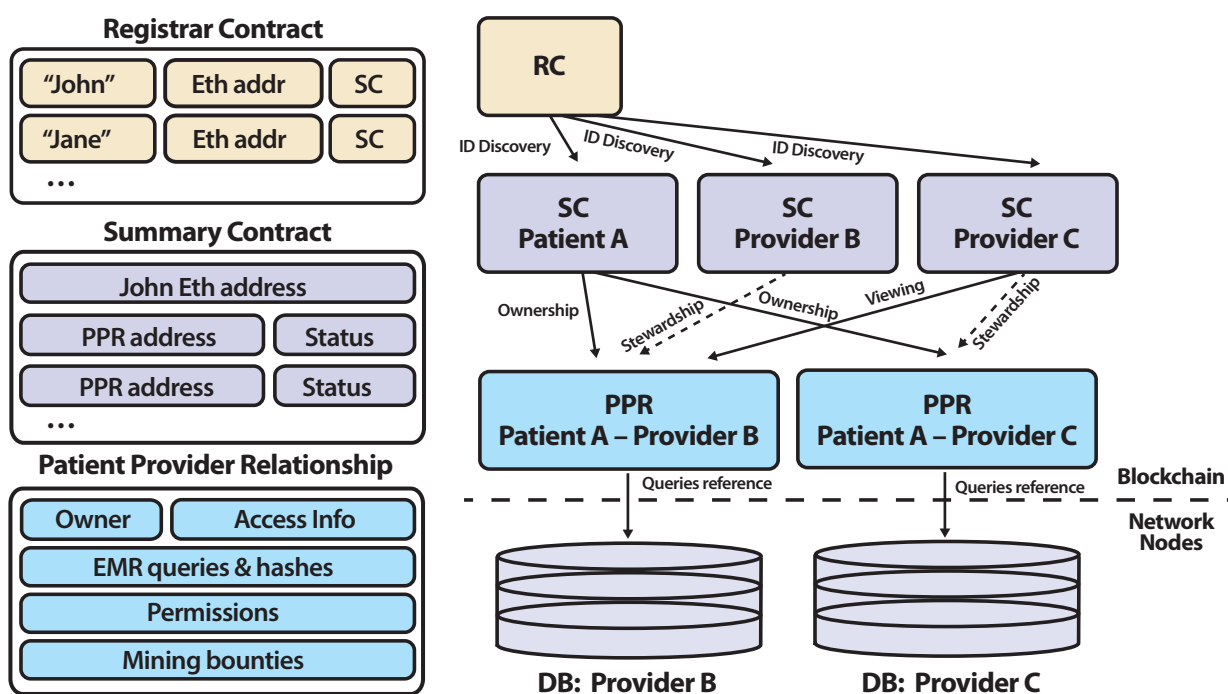 Registrar Contract
“John” Eth addr SC
“Jane” Eth addr SC
...
Summary Contract
John Eth address
PPR address Status
PPR address Status
...
Patient Provider Relationship
Owner Access Info
EMR queries & hashes
Permissions
Mining bounties
RC
ID Discovery
ID Discovery
ID Discovery
SC
Patient A
SC
Provider B
SC
Provider C
Ownership
Stewardship
Ownership
Viewing
Stewardship
PPR
Patient A – Provider B
PPR
Patient A – Provider C
Queries reference
Queries reference
Blockchain
Network
Nodes
DB: Provider B
DB: Provider C